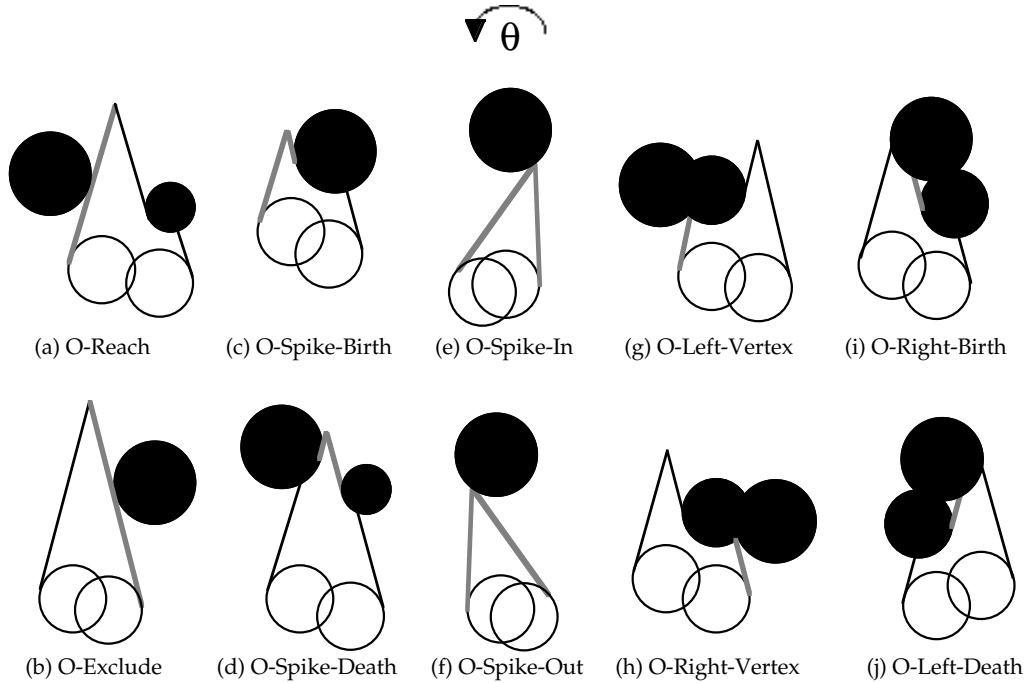 θ
(a) O-Reach
(c) O-Spike-Birth
(e) O-Spike-In
(g) O-Left-Vertex
(i) O-Right-Birth
(b) O-Exclude
(d) O-Spike-Death
(f) O-Spike-Out
(h) O-Right-Vertex
(j) O-Left-Death